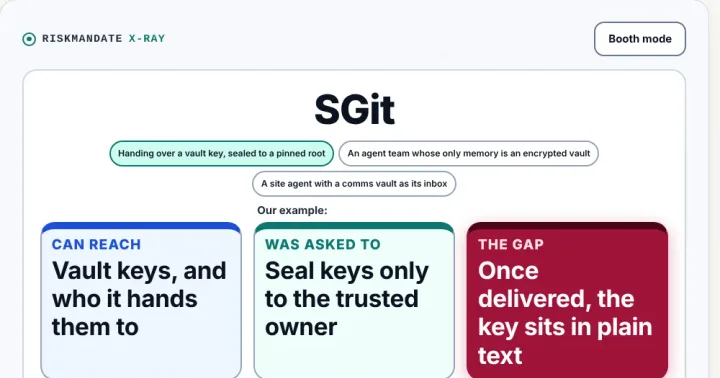 RISKMANDATE X-RAY
Booth mode
SGit
Handing over a vault key, sealed to a pinned root
An agent team whose only memory is an encrypted vault
A site agent with a comms vault as its inbox
Our example:
CAN REACH
Vault keys, and
who it hands
them to
WAS ASKED TO
Seal keys only
to the trusted
owner
THE GAP
Once
delivered, the
key sits in plain
text